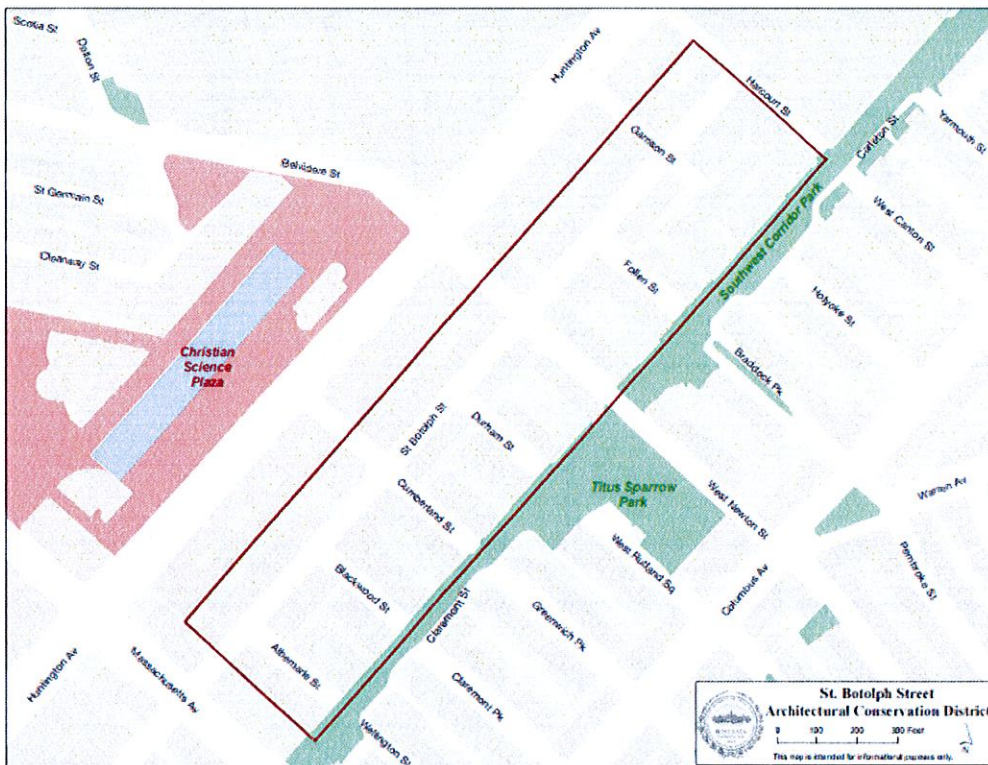 Scotia St
Dalton St
Huntington Av
Harcourt St
Yarmouth St
Carleton St
Garrison St
Belvidere St
St Germain St
West Canton St
Southwest Corridor Park
Clearway St
Follen St
Holyoke St
Christian
Science
Plaza
Braddock Pk
St Botolph St
Durham St
Titus Sparrow
Park
Warren Av
West Newton St
Cumberland St
West Rutland Sq
Pembroke St
Columbus Av
Blackwood St
Claremont St
Greenwich Pk
Albemarle St
Huntington Av
Massachusetts Av
Claremont Pk
Wellington St
St. Botolph Street
Architectural Conservation District
0 100 200 300 Feet
This map is intended for informational purposes only.